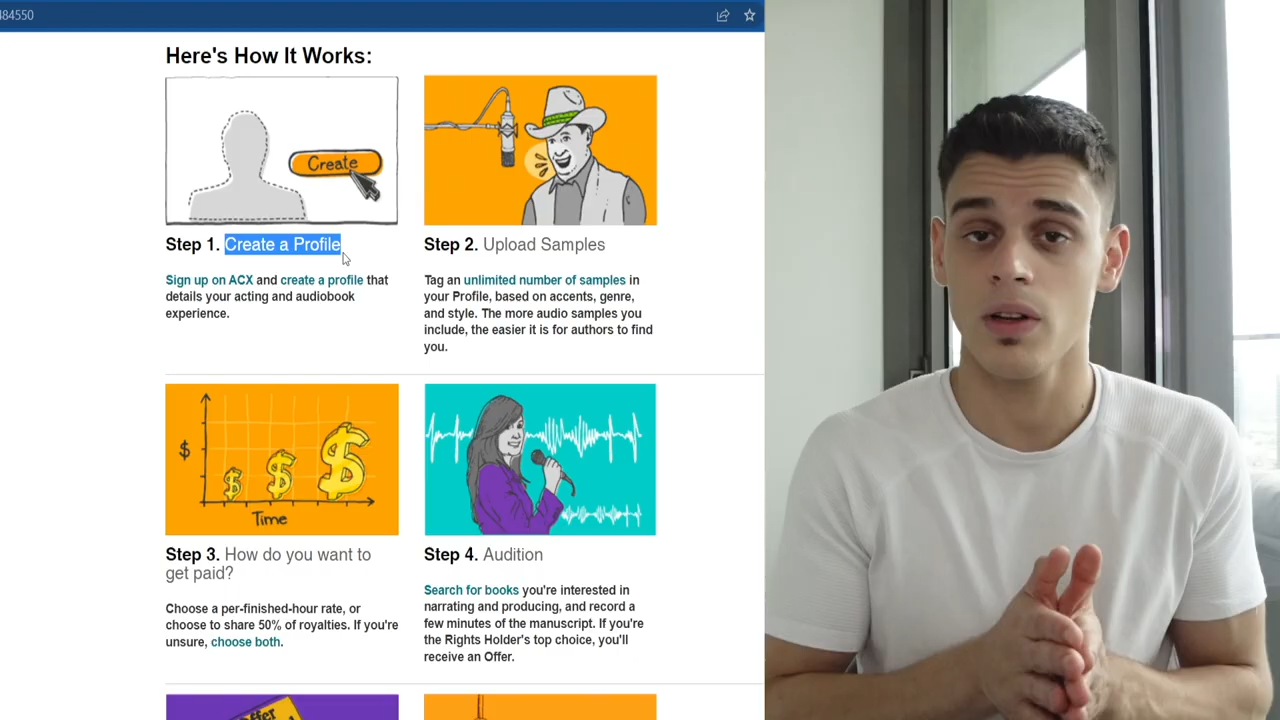 484550
Here's How It Works:
Create
Step 1. Create a Profile
Sign up on ACX and create a profile that
details your acting and audiobook
experience.
Step 2. Upload Samples
Tag an unlimited number of samples in
your Profile, based on accents, genre,
and style. The more audio samples you
include, the easier it is for authors to find
you.
$
$ $ $
Time
Step 3. How do you want to
get paid?
Choose a per-finished-hour rate, or
choose to share 50% of royalties. If you're
unsure, choose both.
Step 4. Audition
Search for books you're interested in
narrating and producing, and record a
few minutes of the manuscript. If you're
the Rights Holder's top choice, you'll
receive an Offer.
Offer